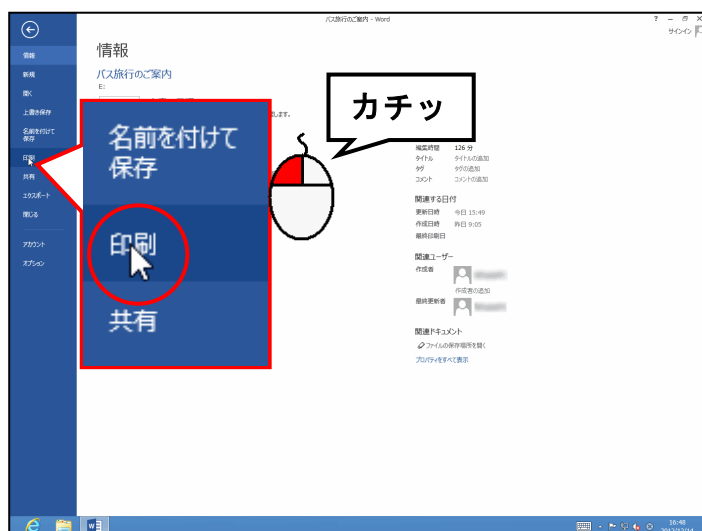 バス旅行のご案内 - Word
? － ☐ ✕
サインイン
情報
新規
開く
上書き保存
名前を付けて
保存
印刷
共有
エクスポート
閉じる
アカウント
オプション
情報
バス旅行のご案内
E:
カチッ
名前を付けて
保存
印刷
共有
編集時間 126 分
タイトル タイトルの追加
タグ タグの追加
コメント コメントの追加
関連する日付
更新日時 今日 15:49
作成日時 昨日 9:05
最終印刷日
関連ユーザー
作成者
作成者の追加
最終更新者
関連ドキュメント
ファイルの保存場所を開く
プロパティをすべて表示
16:48
2012/12/14